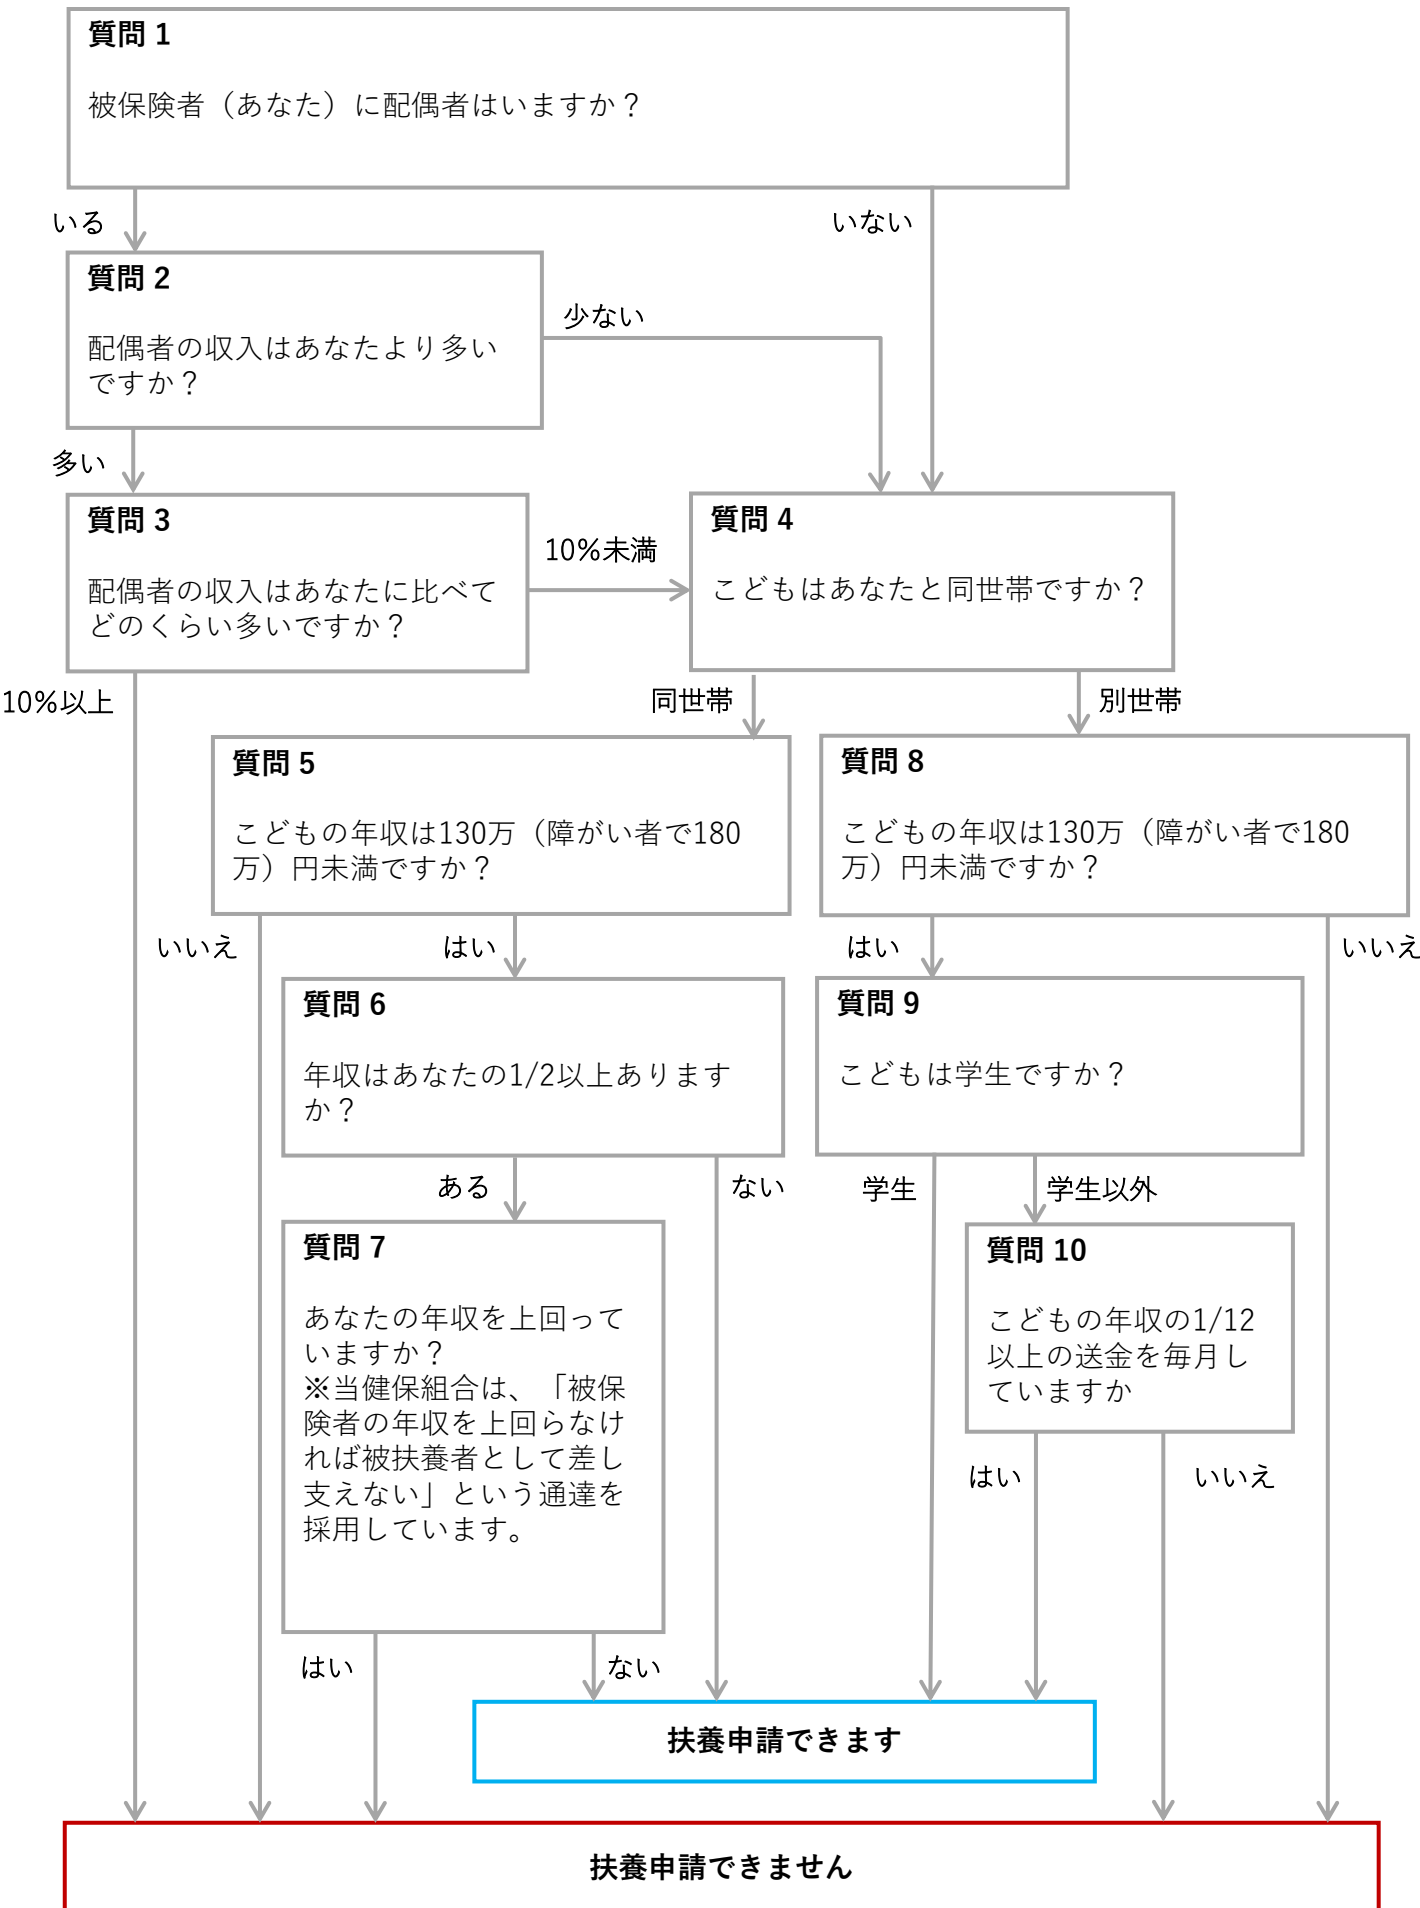 質問 1
被保険者（あなた）に配偶者はいますか？
いる
いない
質問 2
配偶者の収入はあなたより多い
ですか？
少ない
多い
質問 3
配偶者の収入はあなたに比べて
どのくらい多いですか？
10%未満
質問 4
こどもはあなたと同世帯ですか？
10%以上
同世帯
別世帯
質問 5
こどもの年収は130万（障がい者で180
万）円未満ですか？
質問 8
こどもの年収は130万（障がい者で180
万）円未満ですか？
いいえ
はい
はい
いいえ
質問 6
年収はあなたの1/2以上あります
か？
質問 9
こどもは学生ですか？
ある
ない
学生
学生以外
質問 7
あなたの年収を上回って
いますか？
※当健保組合は、「被保
険者の年収を上回らなけ
れば被扶養者として差し
支えない」という通達を
採用しています。
質問 10
こどもの年収の1/12
以上の送金を毎月し
ていますか
はい
いいえ
はい
ない
扶養申請できます
扶養申請できません